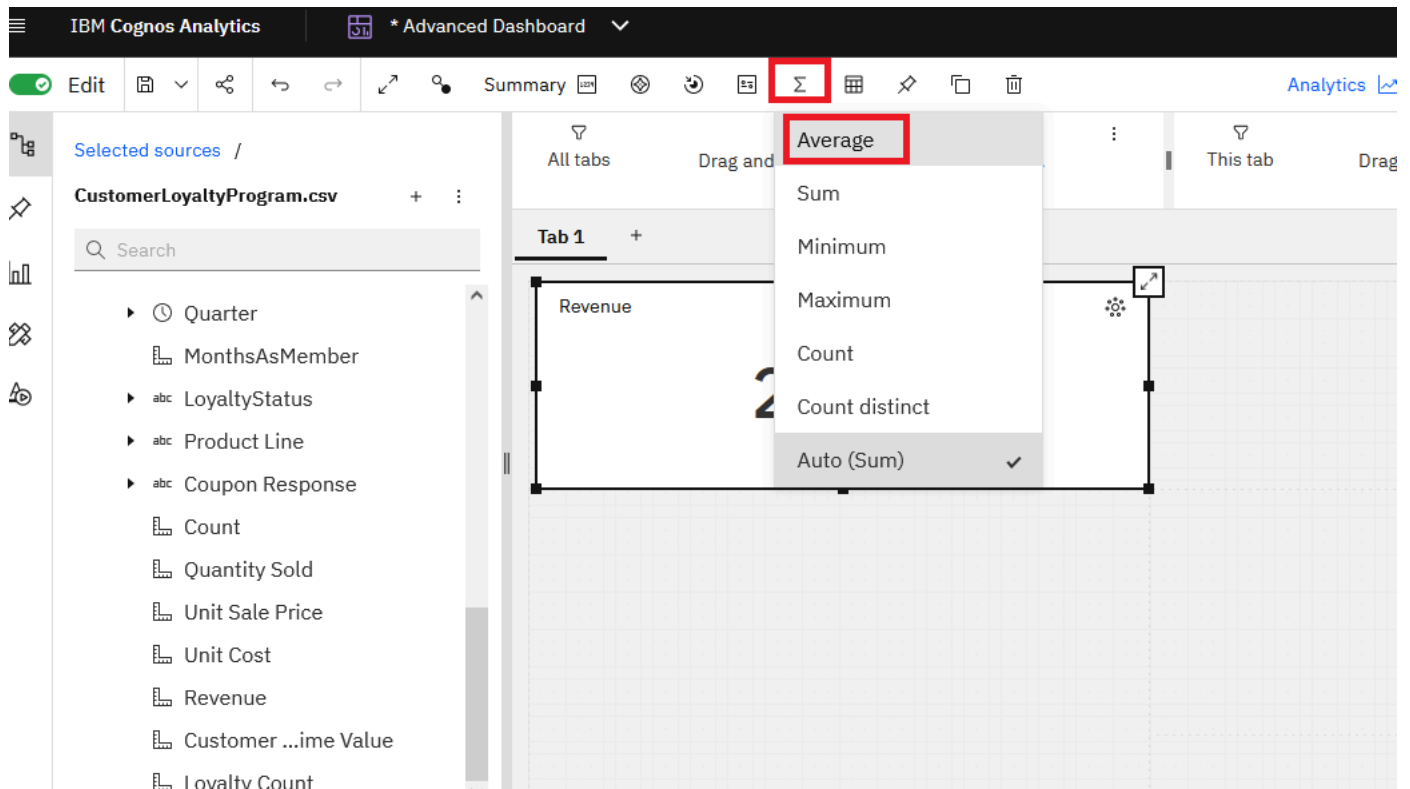 IBM Cognos Analytics
* Advanced Dashboard
Edit
Summary
Analytics
Selected sources /
CustomerLoyaltyProgram.csv
Search
Quarter
MonthsAsMember
abc LoyaltyStatus
abc Product Line
abc Coupon Response
Count
Quantity Sold
Unit Sale Price
Unit Cost
Revenue
Customer ...ime Value
Loyalty Count
All tabs
Drag and
This tab
Drag
Tab 1
Revenue
2
Average
Sum
Minimum
Maximum
Count
Count distinct
Auto (Sum)